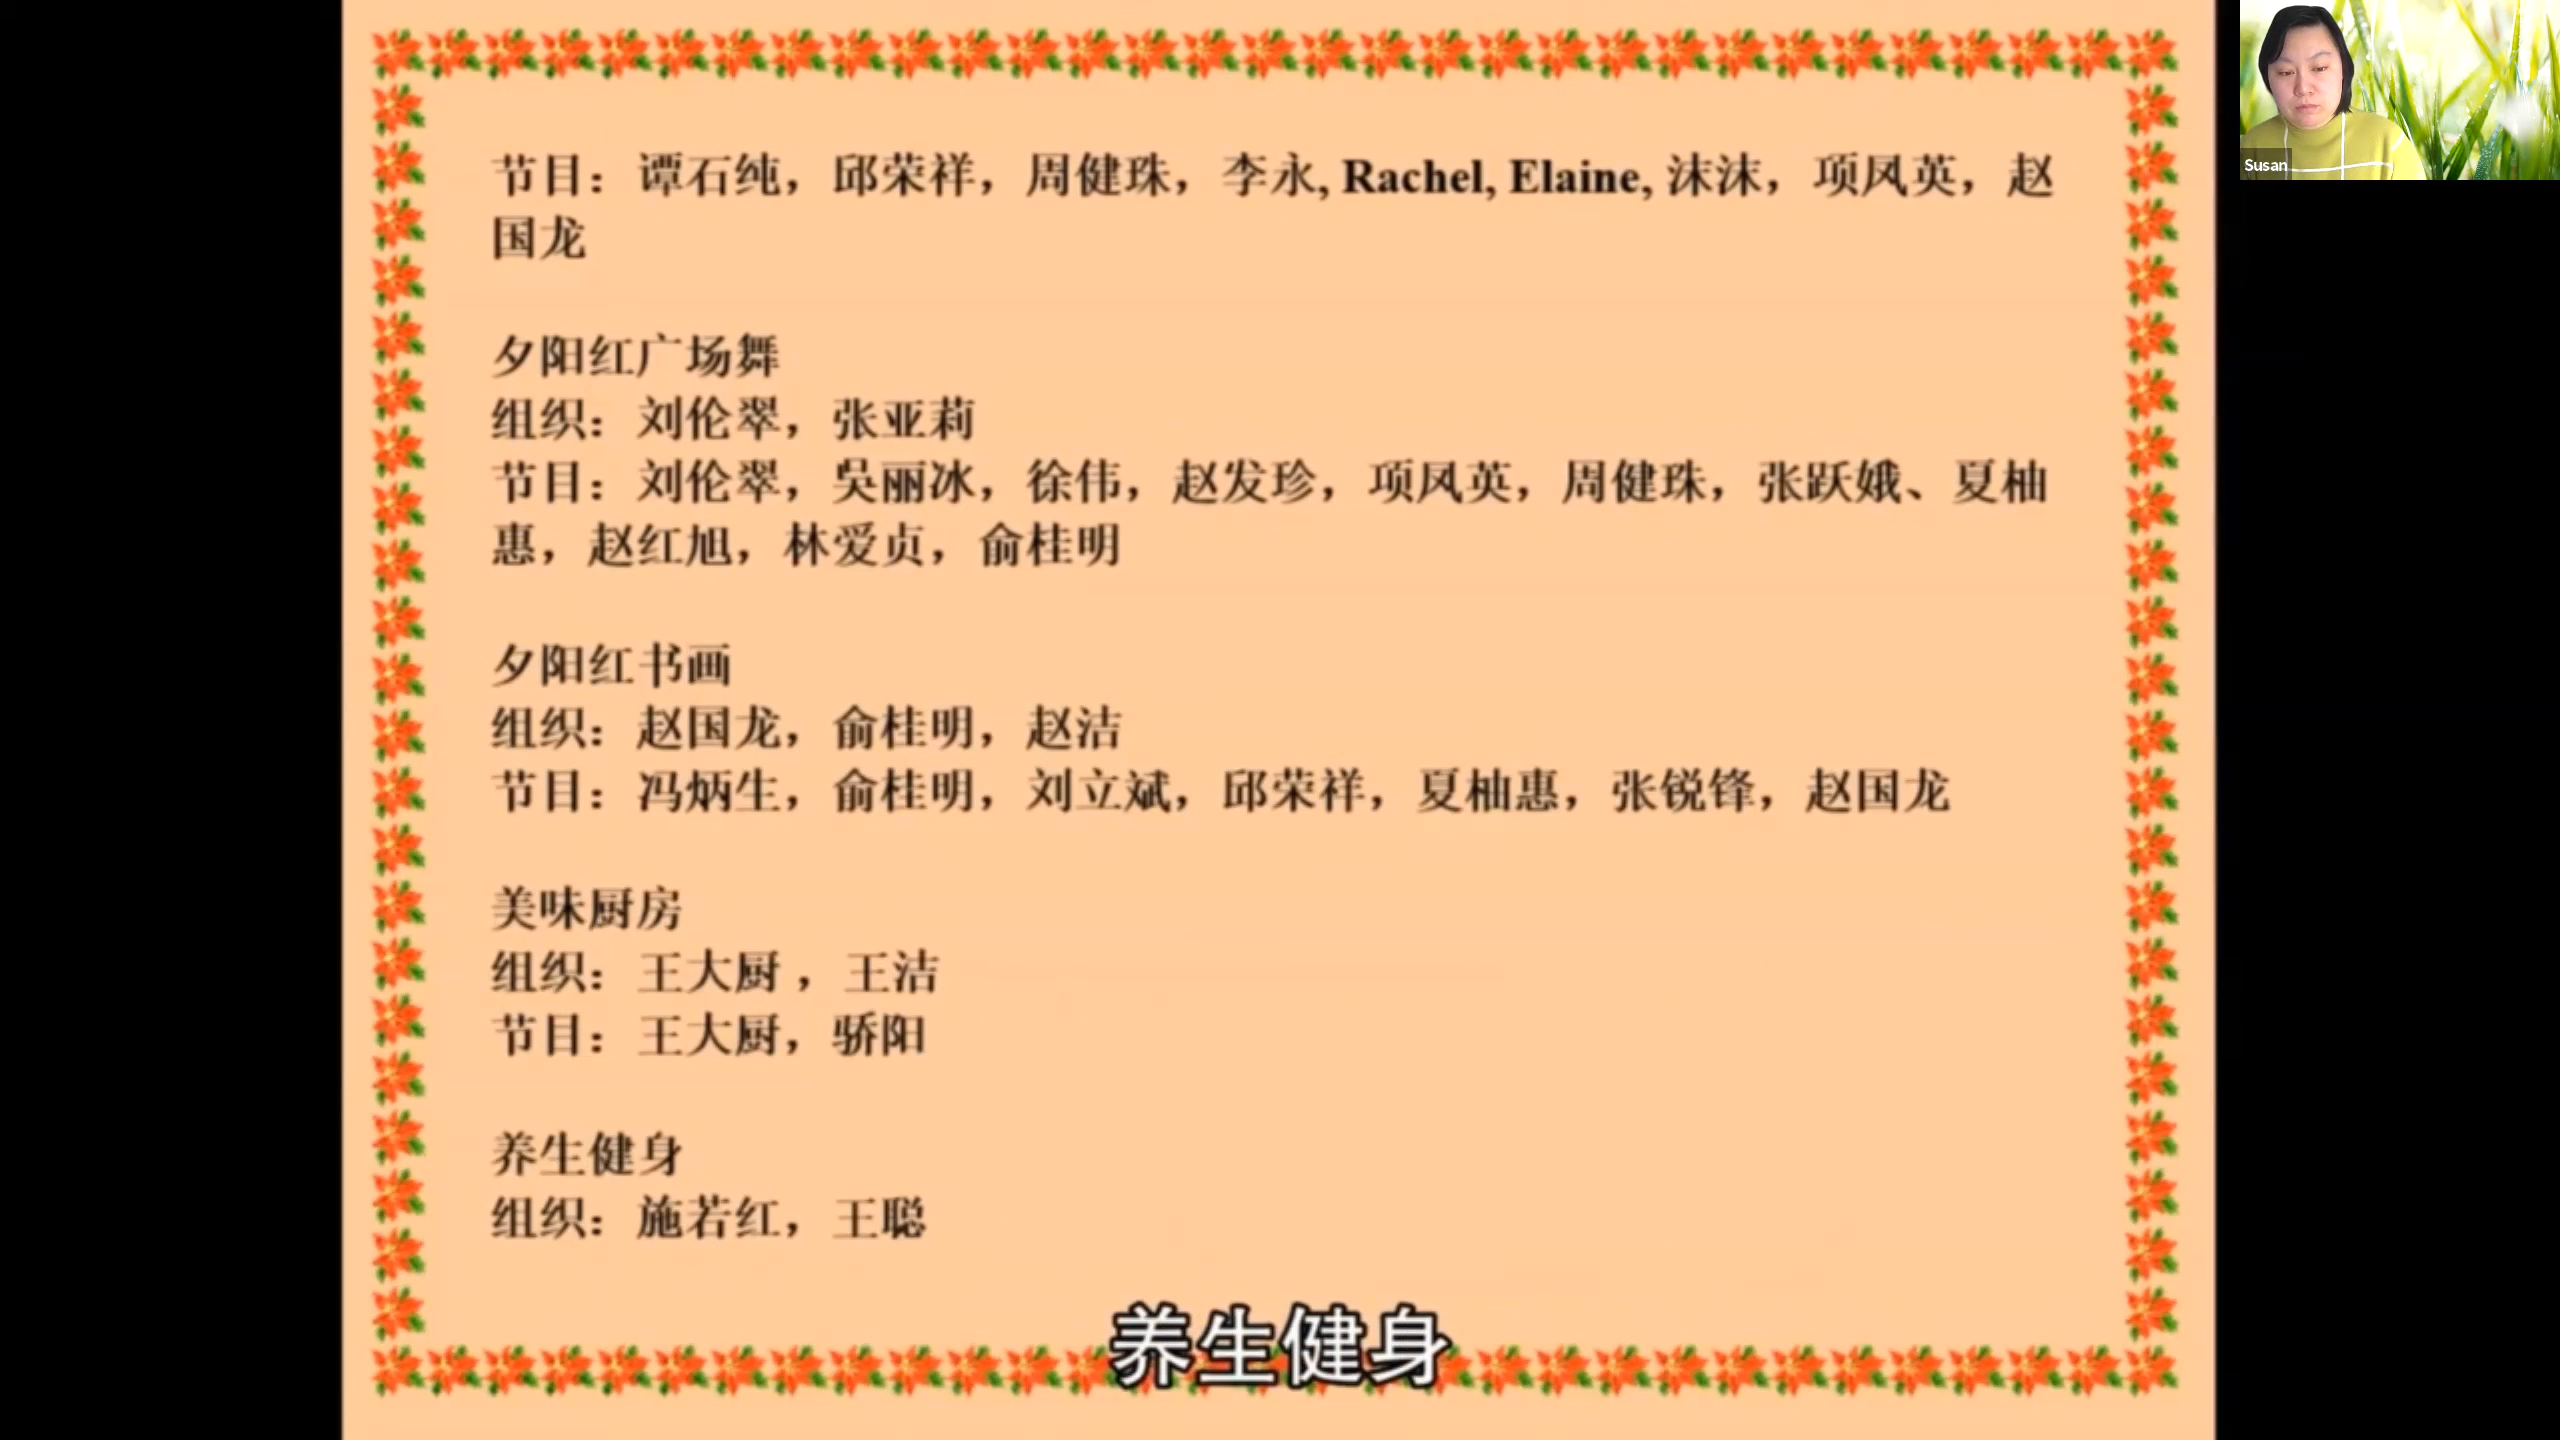 节目：谭石纯，邱荣祥，周健珠，李永, Rachel, Elaine, 沫沫，项凤英，赵
国龙
夕阳红广场舞
组织：刘伦翠，张亚莉
节目：刘伦翠，吳丽冰，徐伟，赵发珍，项凤英，周健珠，张跃娥、夏柚
惠，赵红旭，林爱贞，俞桂明
夕阳红书画
组织：赵国龙，俞桂明，赵洁
节目：冯炳生，俞桂明，刘立斌，邱荣祥，夏柚惠，张锐锋，赵国龙
美味厨房
组织：王大厨 ，王洁
节目：王大厨，骄阳
养生健身
组织：施若红，王聪
养生健身
Susan